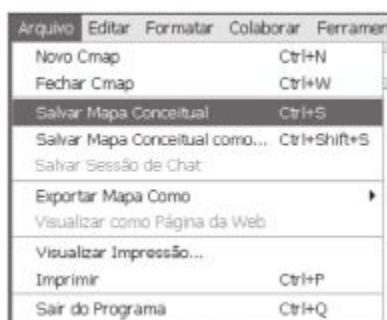 Arquivo Editar Formatar Colaborar Ferramen
Novo Cmap Ctrl+N
Fechar Cmap Ctrl+W
Salvar Mapa Conceitual Ctrl+S
Salvar Mapa Conceitual como... Ctrl+Shift+S
Salvar Sessão de Chat
Exportar Mapa Como
Visualizar como Página da Web
Visualizar Impressão...
Imprimir Ctrl+P
Sair do Programa Ctrl+Q